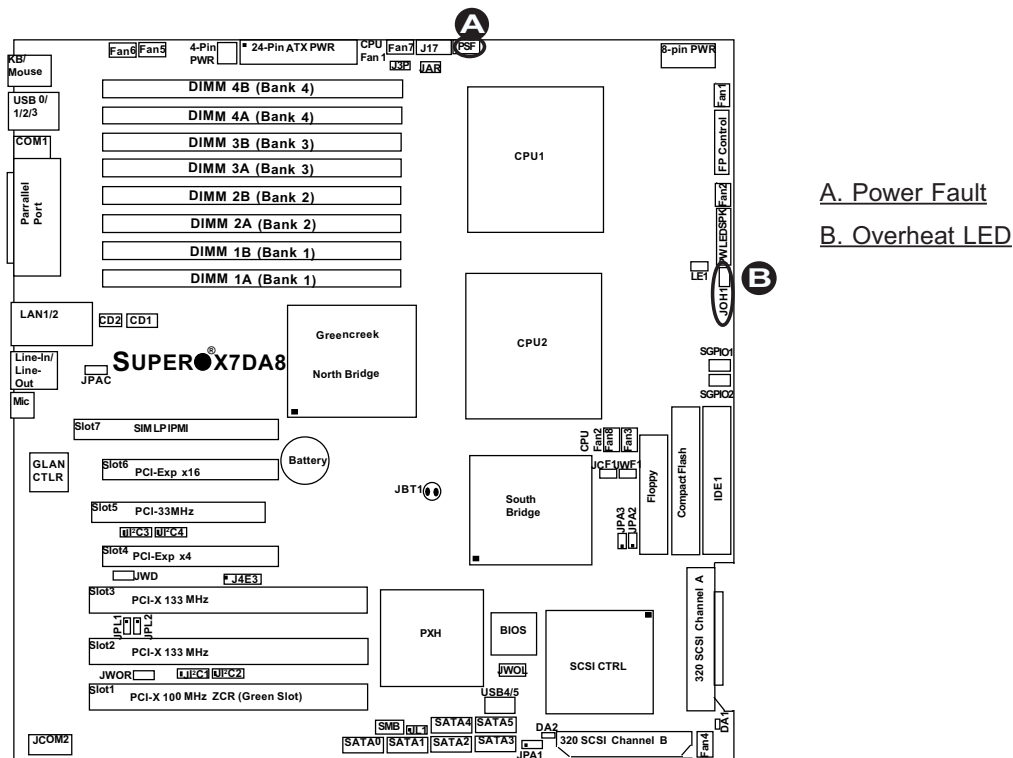 A
Fan6 Fan5
4-Pin PWR
24-Pin ATX PWR
CPU Fan 1
Fan7
J17
PSF
8-pin PWR
J3P
JAR
KB/
Mouse
USB 0/
1/2/3
COM1
Parrallel
Port
DIMM 4B (Bank 4)
DIMM 4A (Bank 4)
DIMM 3B (Bank 3)
DIMM 3A (Bank 3)
DIMM 2B (Bank 2)
DIMM 2A (Bank 2)
DIMM 1B (Bank 1)
DIMM 1A (Bank 1)
CPU1
Fan1
FP Control
Fan2
PWLEDSPK
LE1
JOH1
B
A. Power Fault
B. Overheat LED
LAN1/2
CD2 CD1
Greencreek
North Bridge
CPU2
SUPER®X7DA8
Line-In/
Line-
Out
JPAC
Mic
SGPIO1
SGPIO2
Slot7
SIMLP IPMI
GLAN
CTLR
Slot6
PCI-Exp x16
Battery
CPU
Fan2
Fan8
Fan3
JCF1
JWF1
Floppy
Compact Flash
IDE1
Slot5
PCI-33MHz
JBT1
South
Bridge
JPA3
JPA2
JI²C3 JI²C4
Slot4
PCI-Exp x4
JWD
J4E3
Slot3
PCI-X 133 MHz
JPL1
JPL2
PXH
BIOS
SCSI CTRL
320 SCSI Channel A
Slot2
PCI-X 133 MHz
JWOR
JI²C1 JI²C2
JWOL
Slot1
PCI-X 100 MHz ZCR (Green Slot)
USB4/5
SMB
JL1
SATA4 SATA5
DA2
DA1
JCOM2
SATA0 SATA1 SATA2 SATA3
JPA1
320 SCSI Channel B
Fan4